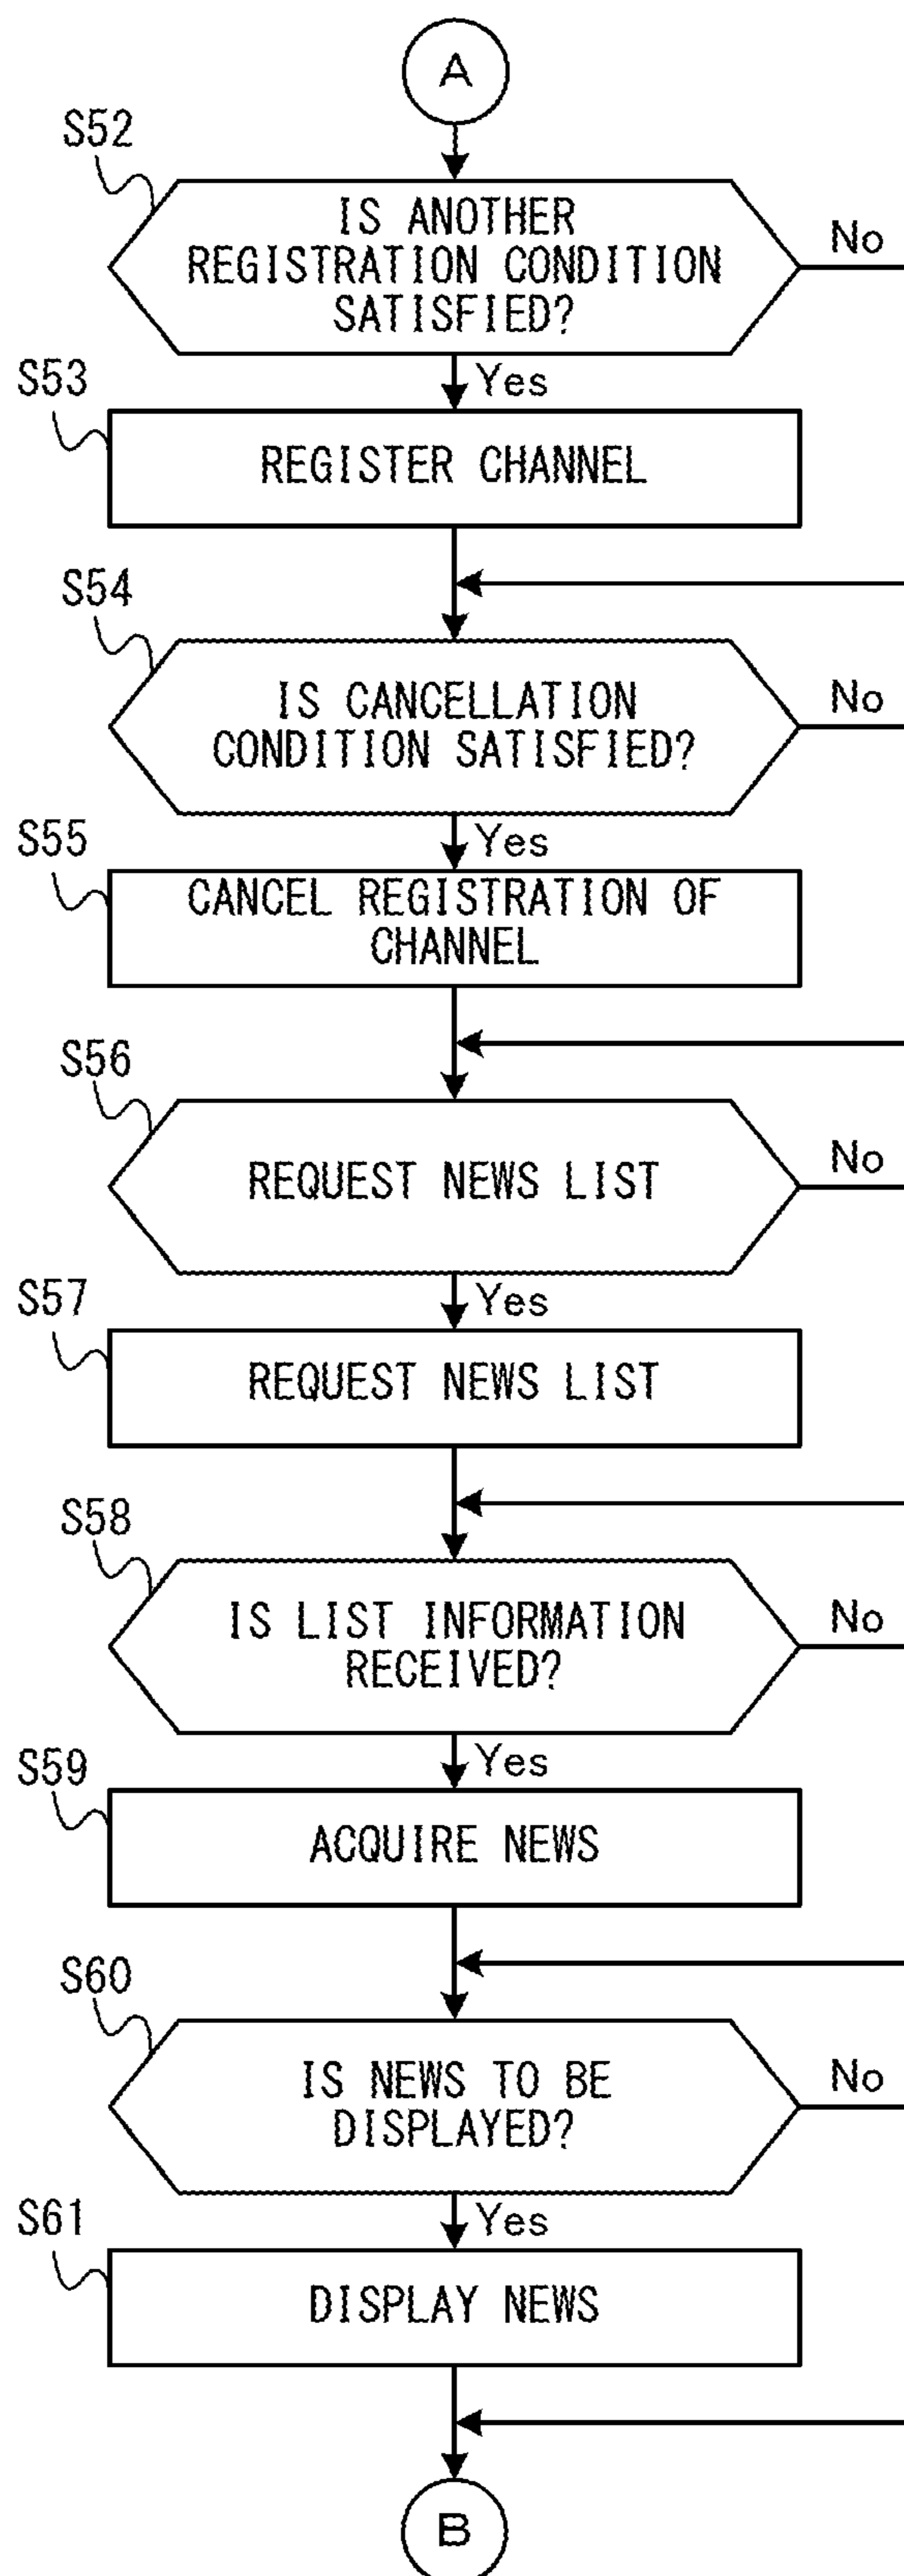 A
S52
IS ANOTHER
REGISTRATION CONDITION
SATISFIED?
No
Yes
S53
REGISTER CHANNEL
S54
IS CANCELLATION
CONDITION SATISFIED?
No
Yes
S55
CANCEL REGISTRATION OF
CHANNEL
S56
REQUEST NEWS LIST
No
Yes
S57
REQUEST NEWS LIST
S58
IS LIST INFORMATION
RECEIVED?
No
Yes
S59
ACQUIRE NEWS
S60
IS NEWS TO BE
DISPLAYED?
No
Yes
S61
DISPLAY NEWS
B